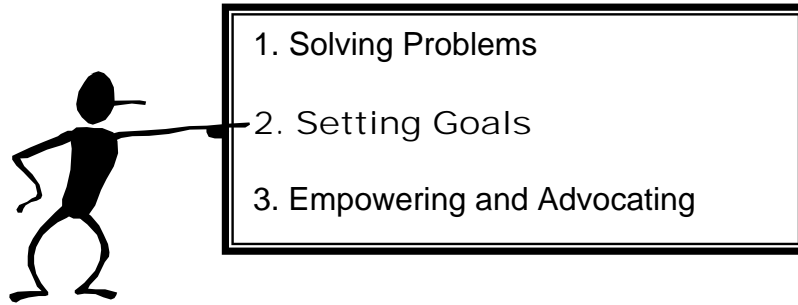 1. Solving Problems
2. Setting Goals
3. Empowering and Advocating